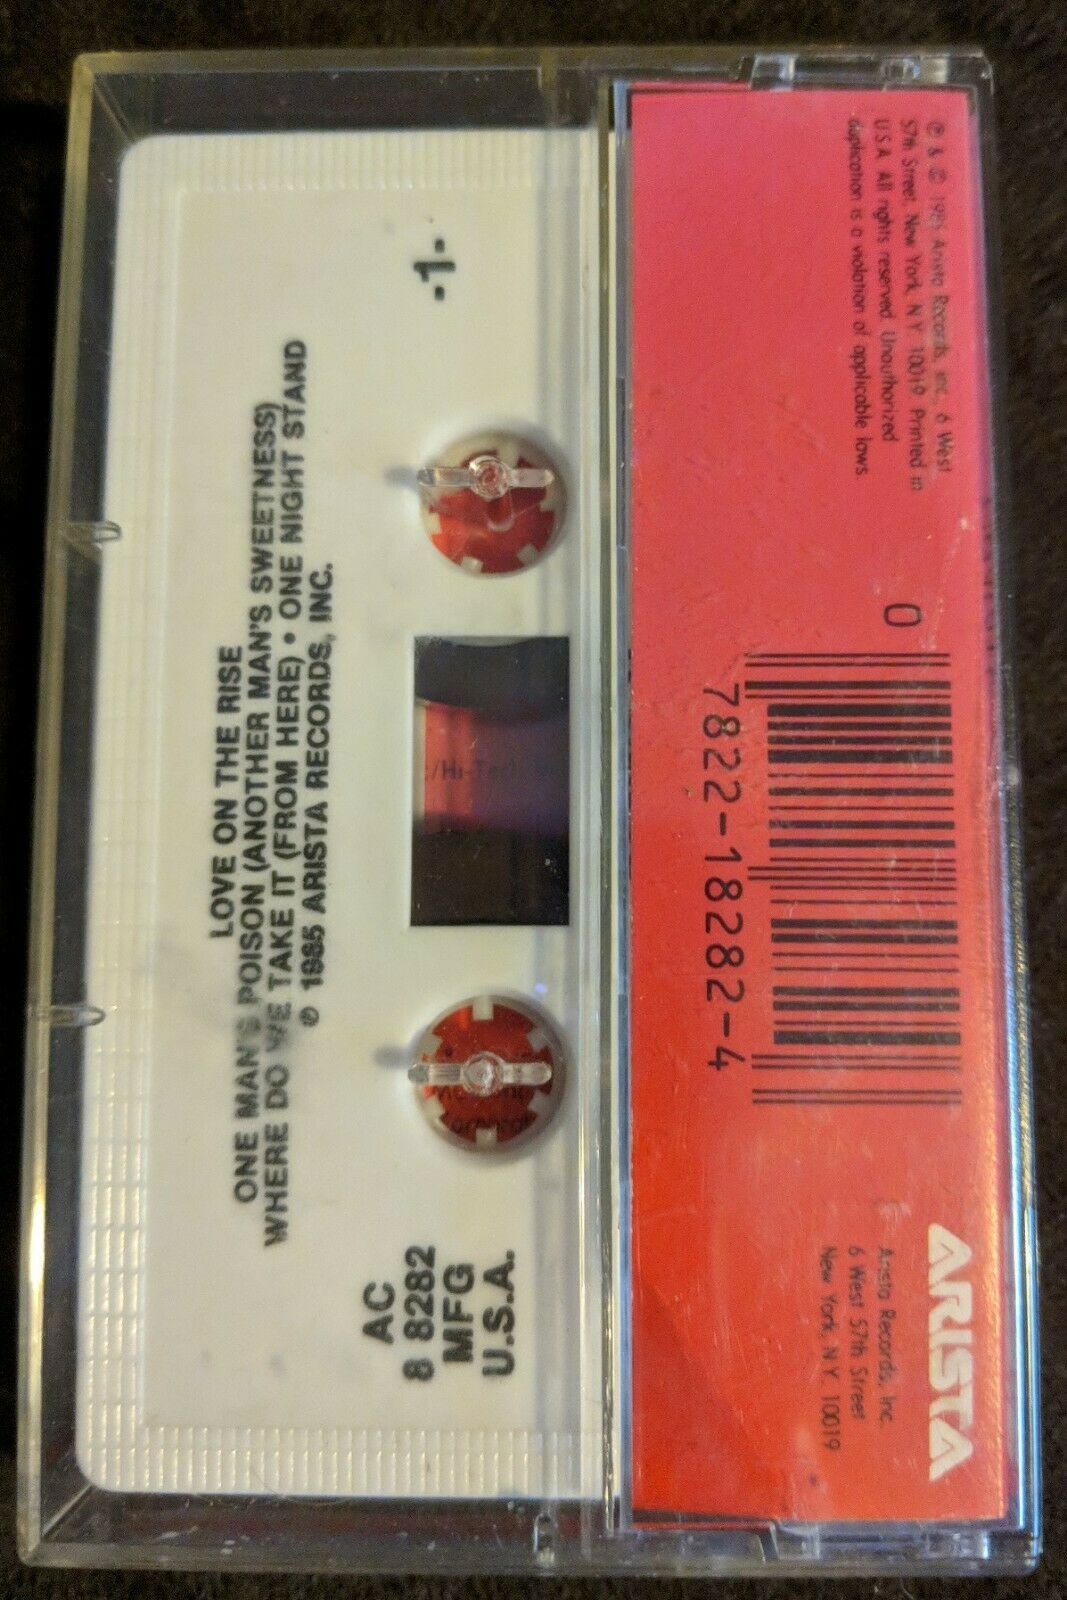 -1-
LOVE ON THE RISE
ONE MAN'S POISON (ANOTHER MAN'S SWEETNESS)
WHERE DO WE TAKE IT (FROM HERE) • ONE NIGHT STAND
℗ 1985 ARISTA RECORDS, INC.
AC
8 8282
MFG
U.S.A.
:/Hi-Tech
℗ & © 1985 Arista Records, Inc., 6 West
57th Street, New York, N.Y. 10019 Printed in
U.S.A. All rights reserved. Unauthorized
duplication is a violation of applicable laws.
0
7822-18282-4
ARISTA
Arista Records, Inc.
6 West 57th Street
New York, N.Y. 10019